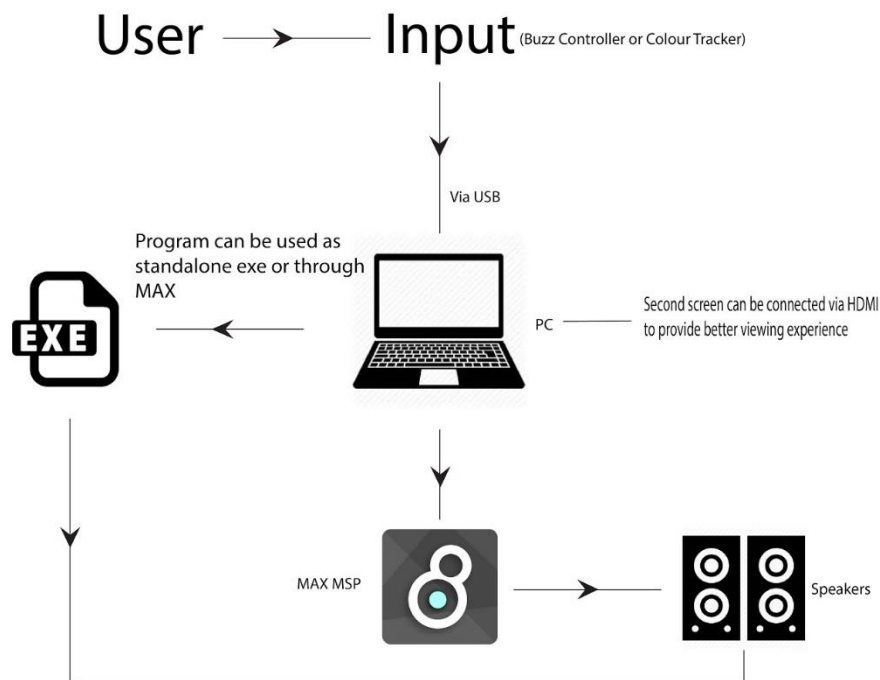 User
Input (Buzz Controller or Colour Tracker)
Via USB
Program can be used as
standalone exe or through
MAX
EXE
PC
Second screen can be connected via HDMI
to provide better viewing experience
MAX MSP
Speakers